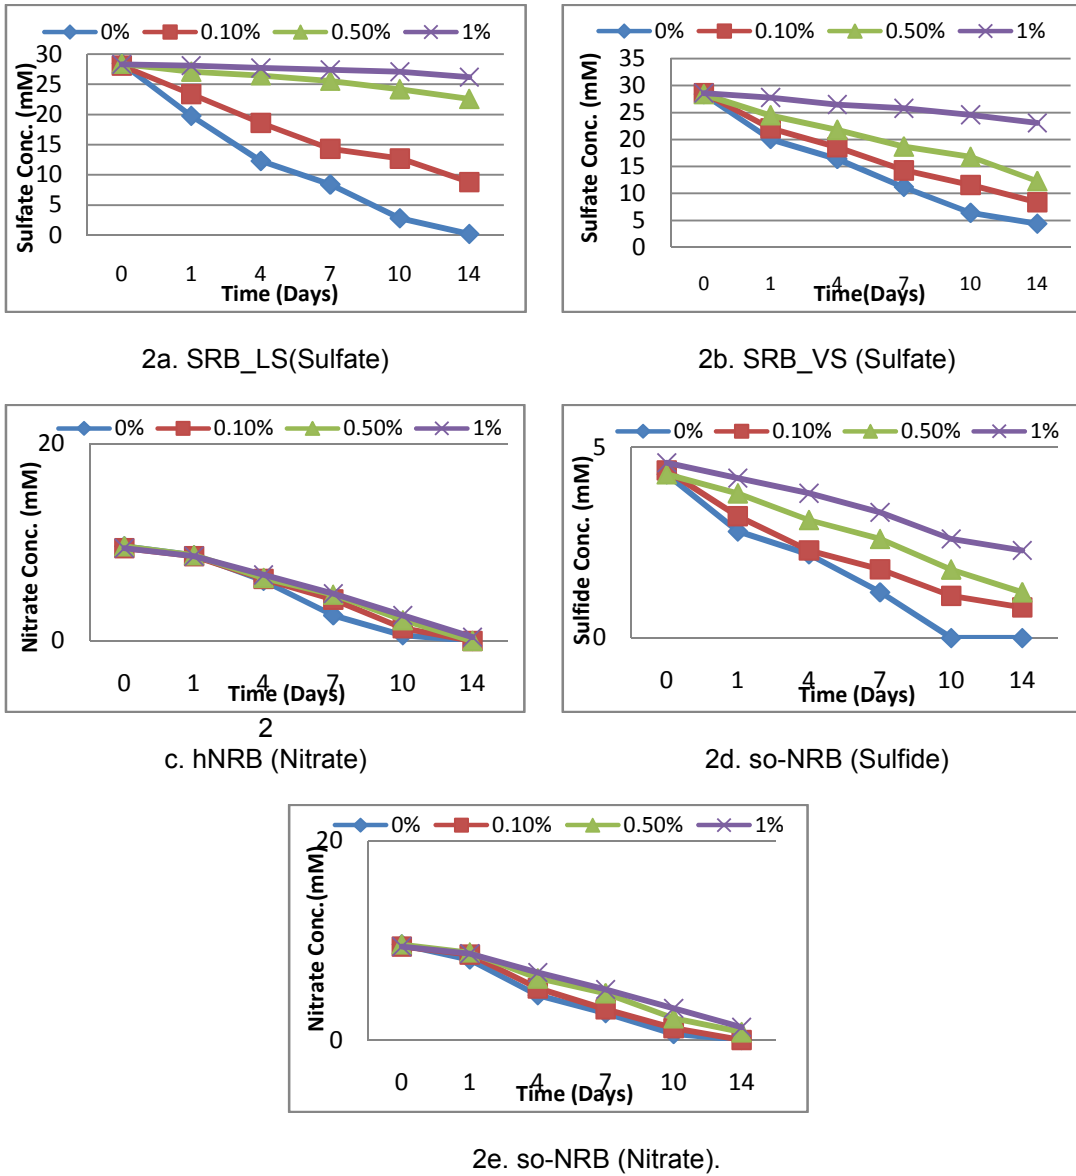 0% 0.10% 0.50% 1%
30
25
20
15
10
5
0
Sulfate Conc. (mM)
0 1 4 7 10 14
Time (Days)
2a. SRB_LS(Sulfate)
0% 0.10% 0.50% 1%
35
30
25
20
15
10
5
0
Sulfate Conc. (mM)
0 1 4 7 10 14
Time(Days)
2b. SRB_VS (Sulfate)
0% 0.10% 0.50% 1%
20
0
Nitrate Conc. (mM)
0 1 4 7 10 14
Time (Days)
2
c. hNRB (Nitrate)
0% 0.10% 0.50% 1%
5
0
Sulfide Conc. (mM)
0 1 4 7 10 14
Time (Days)
2d. so-NRB (Sulfide)
0% 0.10% 0.50% 1%
20
0
Nitrate Conc.(mM)
0 1 4 7 10 14
Time (Days)
2e. so-NRB (Nitrate).